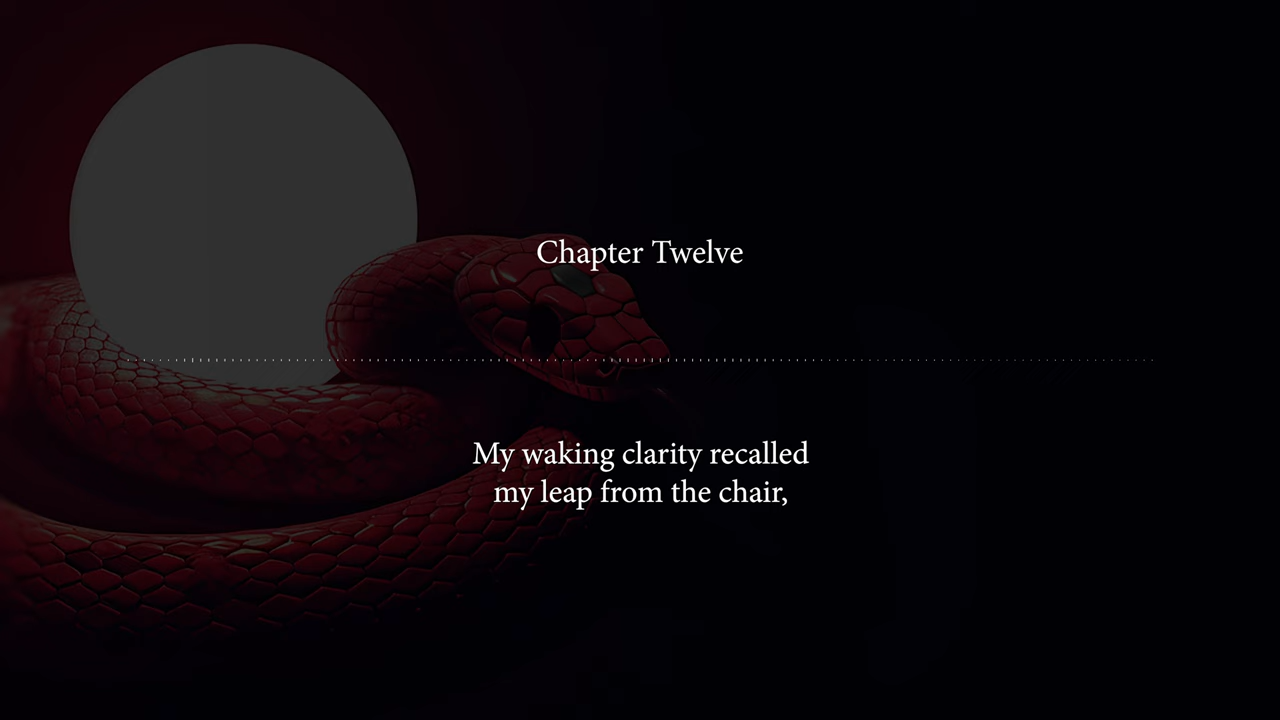 Chapter Twelve
My waking clarity recalled
my leap from the chair,